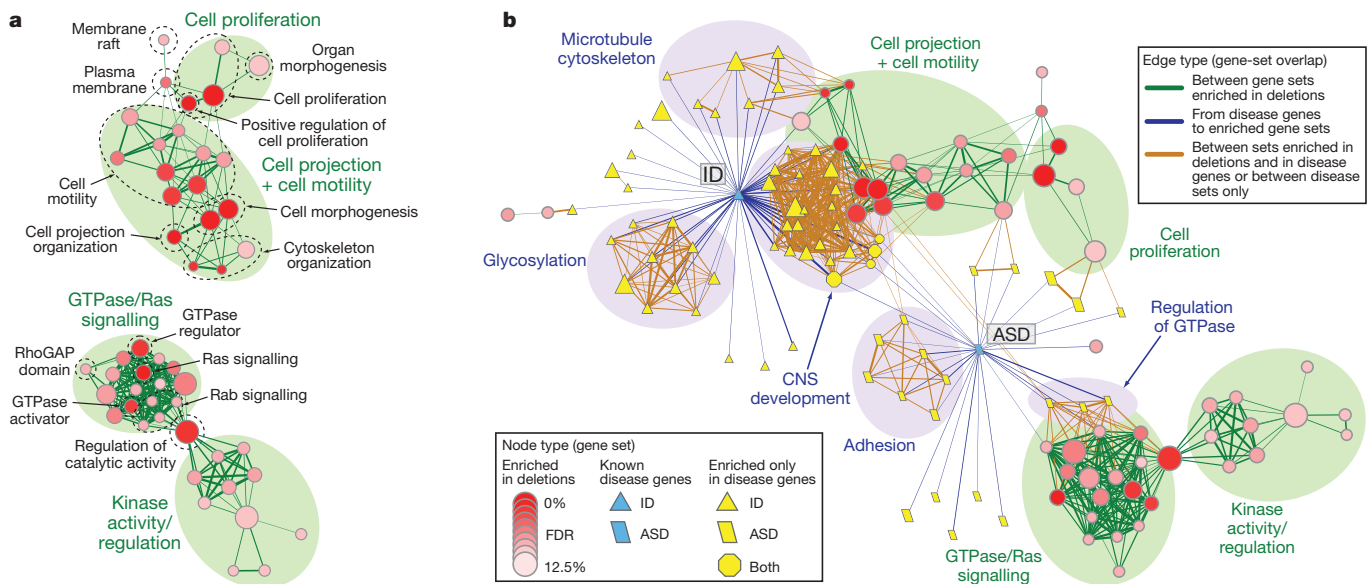 a
Cell proliferation
Membrane
raft
Organ
morphogenesis
Plasma
membrane
Cell proliferation
Positive regulation of
cell proliferation
Cell projection
+ cell motility
Cell
motility
Cell morphogenesis
Cell projection
organization
Cytoskeleton
organization
GTPase/Ras
signalling
GTPase
regulator
RhoGAP
domain
Ras signalling
GTPase
activator
Rab signalling
Regulation of
catalytic activity
Kinase
activity/
regulation
b
Microtubule
cytoskeleton
Cell projection
+ cell motility
Edge type (gene-set overlap)
Between gene sets
enriched in deletions
From disease genes
to enriched gene sets
Between sets enriched in
deletions and in disease
genes or between disease
sets only
ID
Glycosylation
Cell
proliferation
ASD
Regulation
of GTPase
CNS
development
Adhesion
Node type (gene set)
Enriched
in deletions
Known
disease genes
Enriched only
in disease genes
0%
FDR
12.5%
ID
ASD
ID
ASD
Both
GTPase/Ras
signalling
Kinase
activity/
regulation